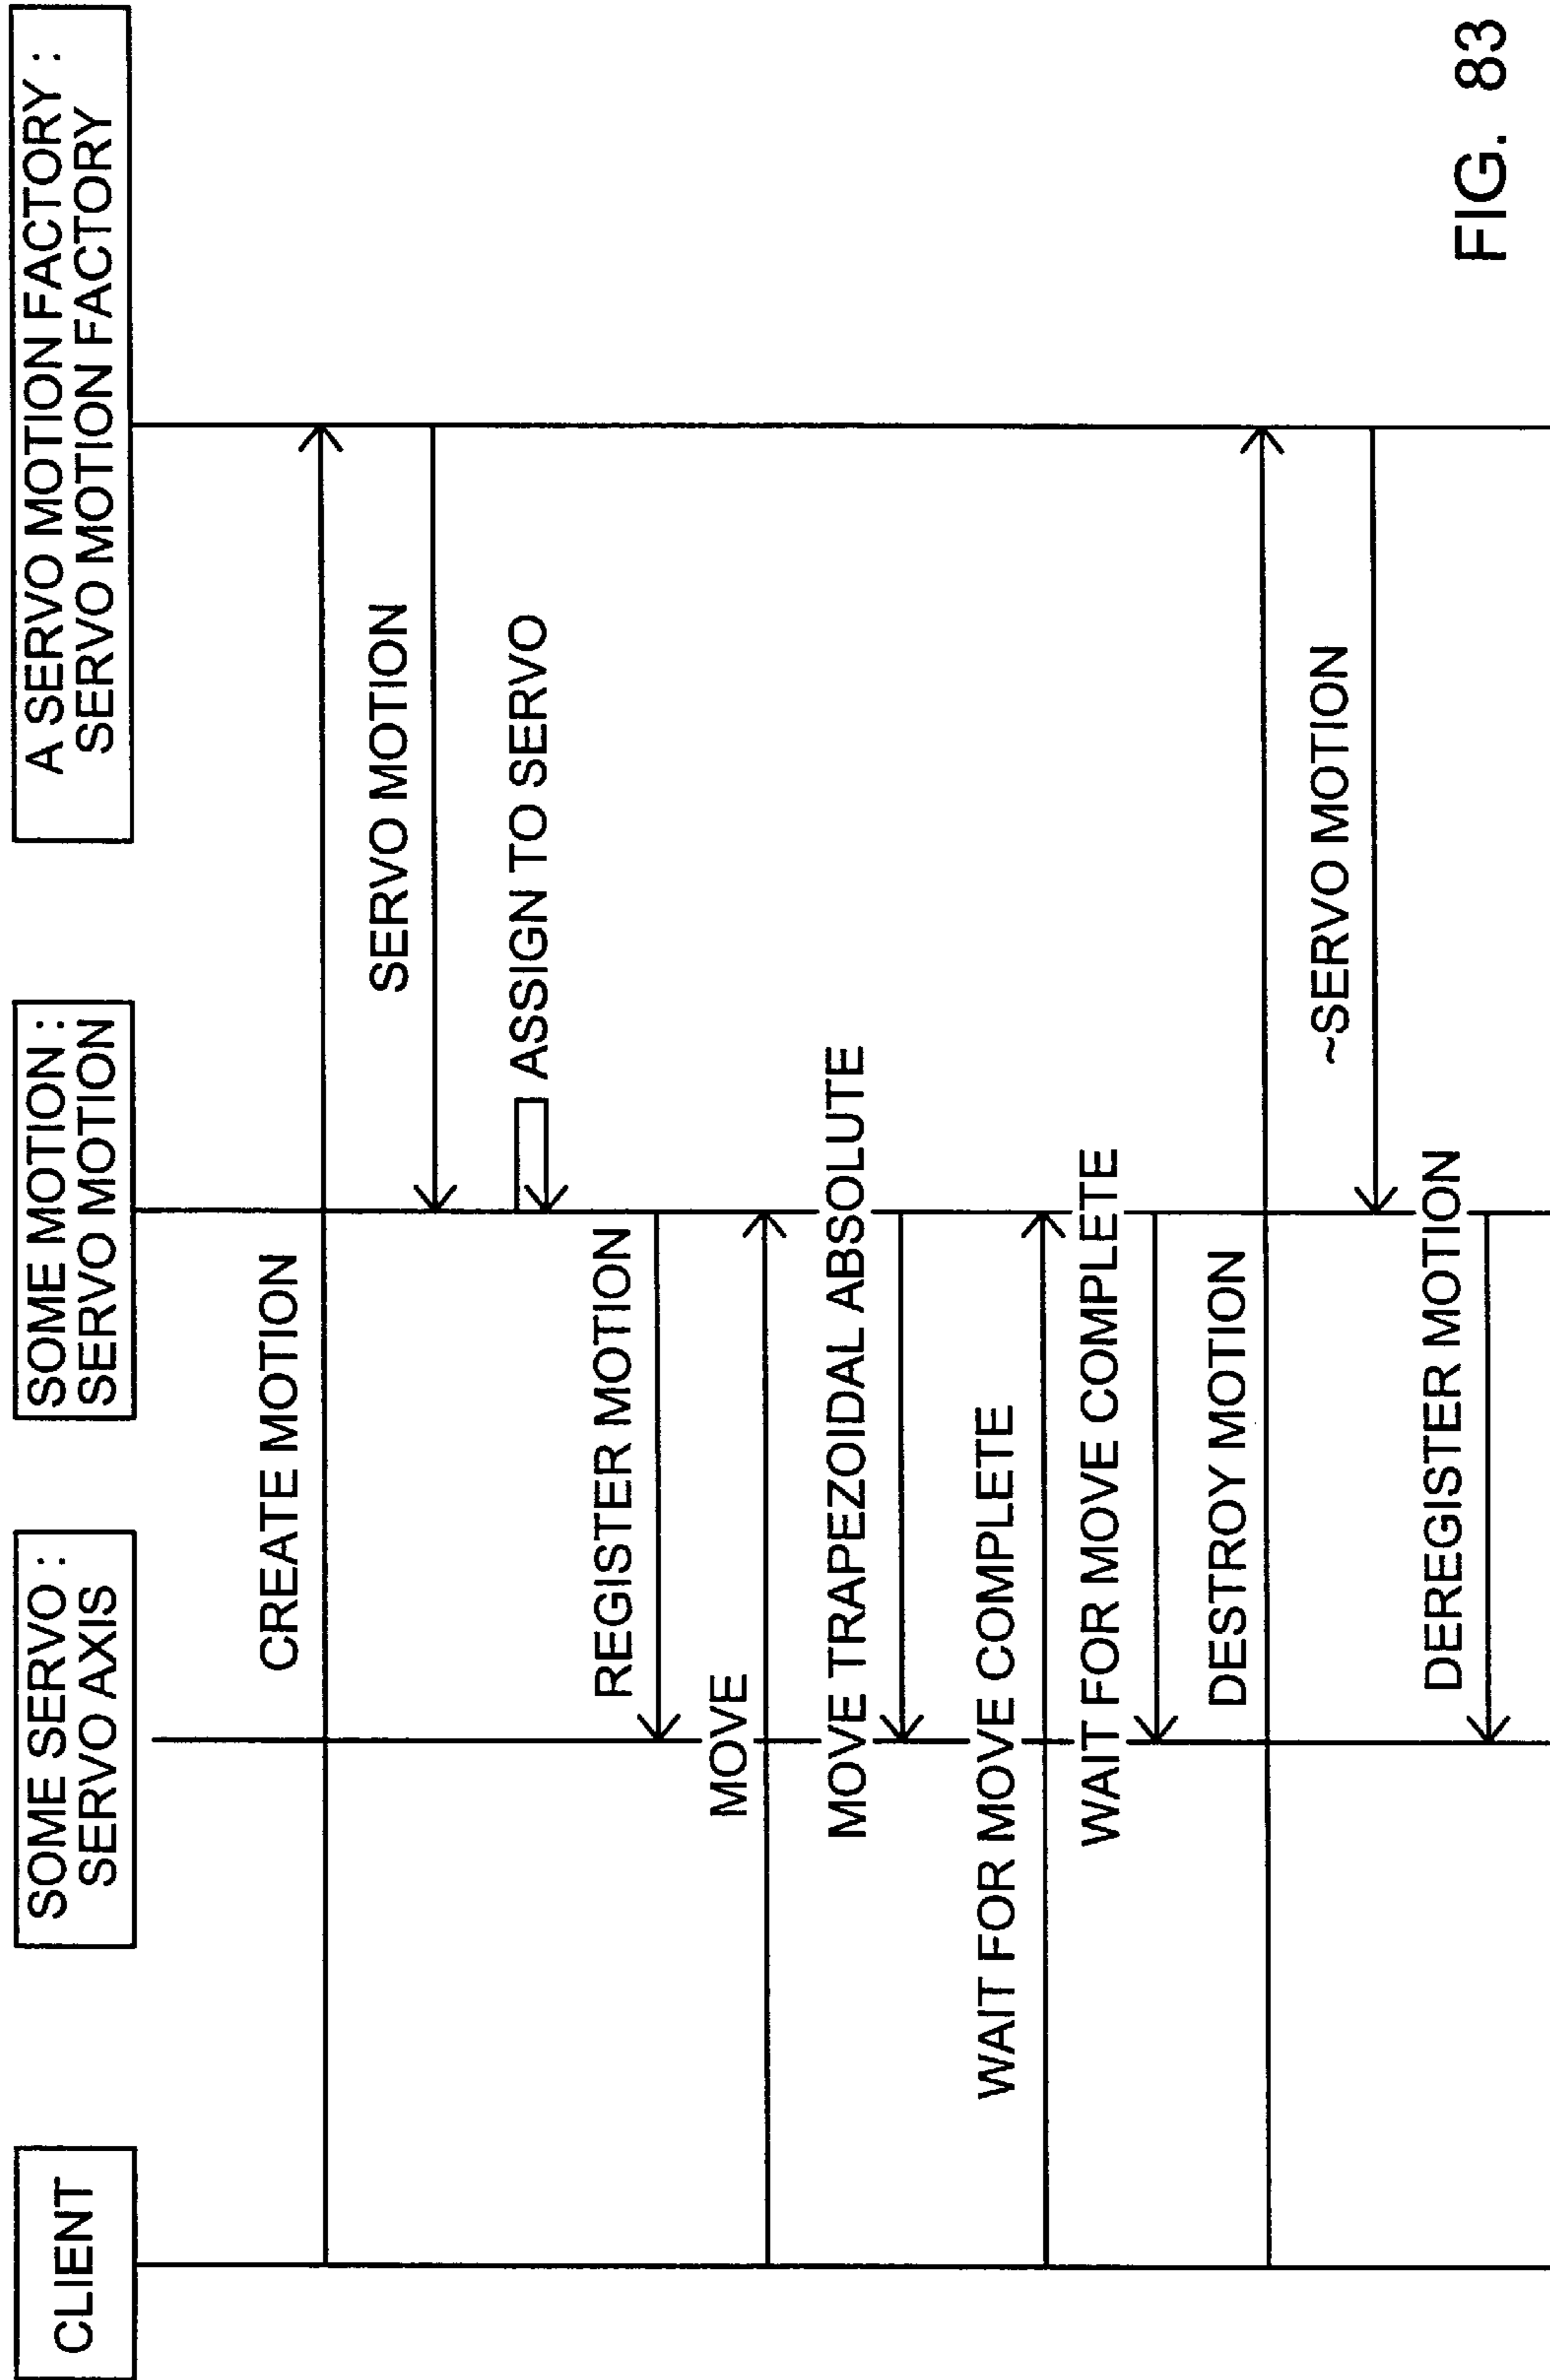 CLIENT
SOME SERVO :
SERVO AXIS
SOME MOTION :
SERVO MOTION
A SERVO MOTION FACTORY :
SERVO MOTION FACTORY
CREATE MOTION
SERVO MOTION
ASSIGN TO SERVO
REGISTER MOTION
MOVE
MOVE TRAPEZOIDAL ABSOLUTE
WAIT FOR MOVE COMPLETE
WAIT FOR MOVE COMPLETE
DESTROY MOTION
~SERVO MOTION
DEREGISTER MOTION
FIG. 83